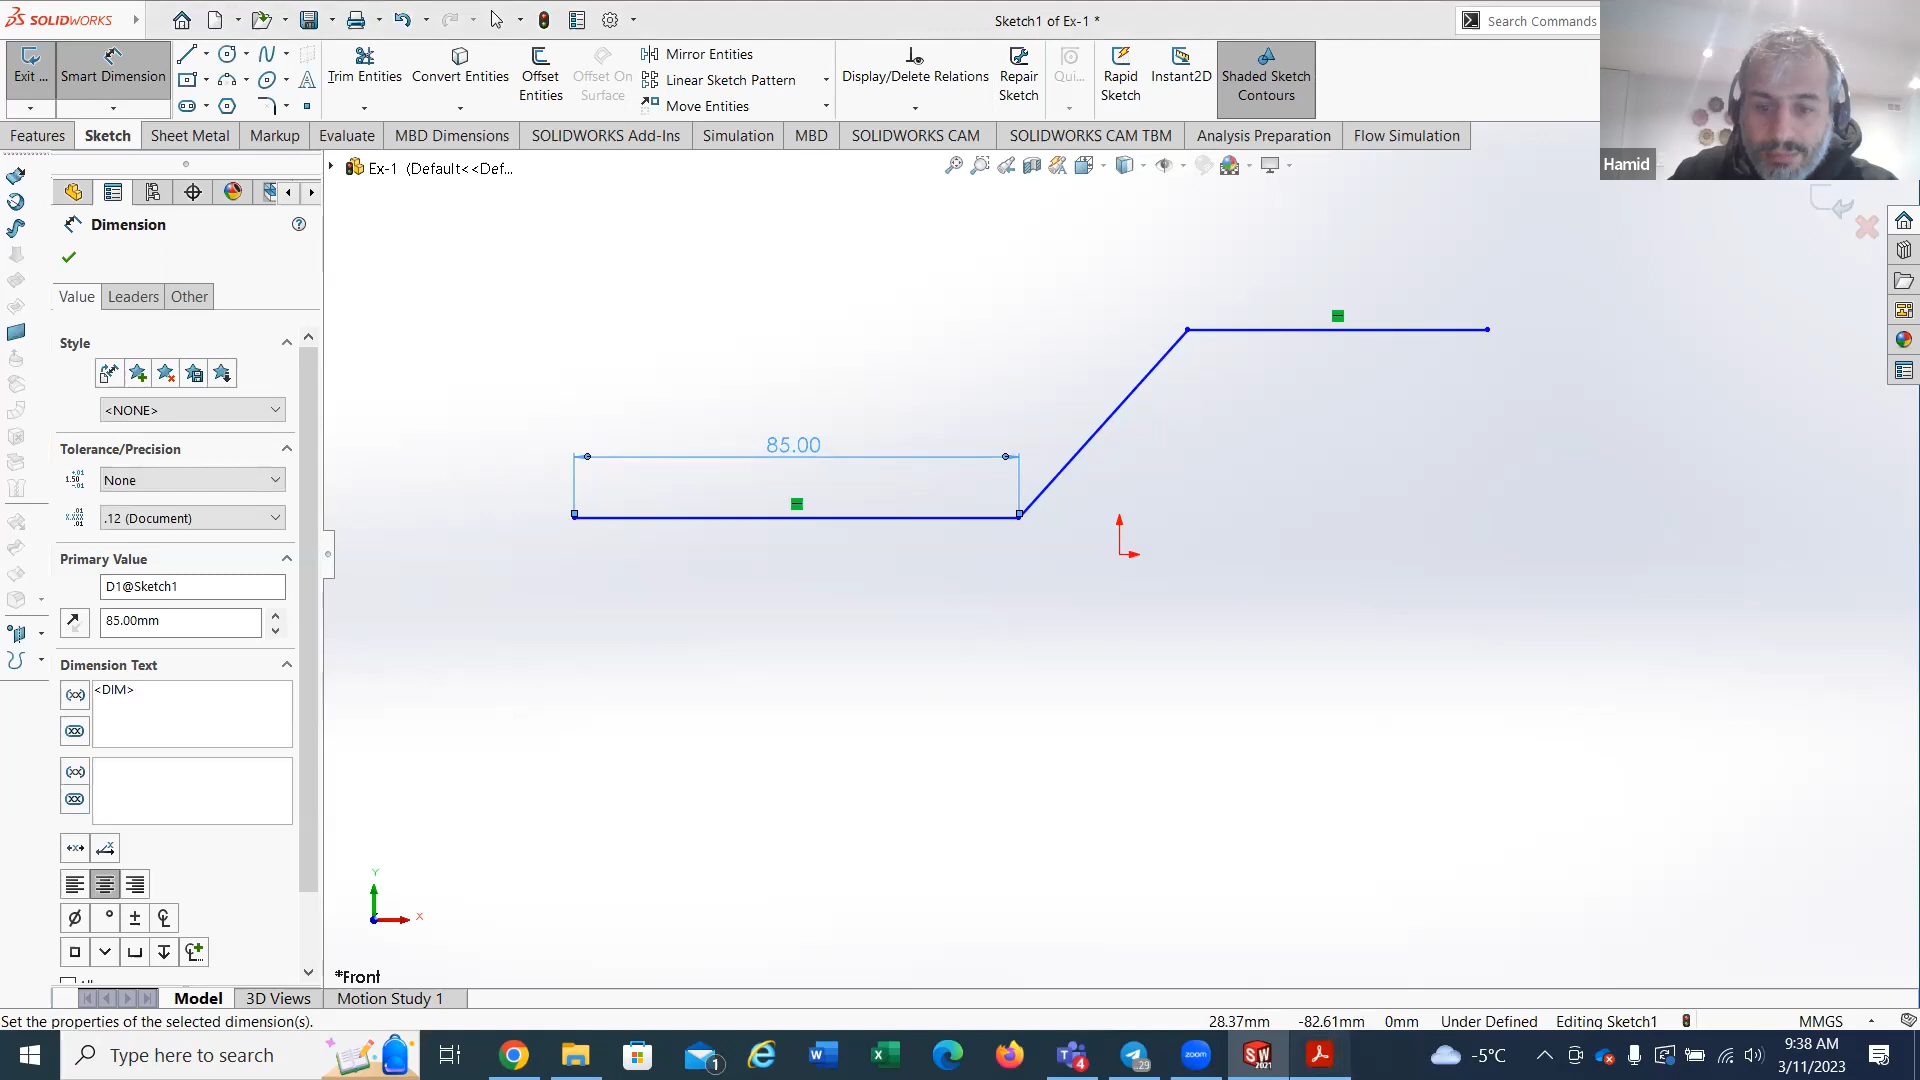 SOLIDWORKS
Sketch1 of Ex-1 *
Search Commands
Exit ...
Smart Dimension
Trim Entities
Convert Entities
Offset Entities
Offset On Surface
Mirror Entities
Linear Sketch Pattern
Move Entities
Display/Delete Relations
Repair Sketch
Qui...
Rapid Sketch
Instant2D
Shaded Sketch Contours
Features
Sketch
Sheet Metal
Markup
Evaluate
MBD Dimensions
SOLIDWORKS Add-Ins
Simulation
MBD
SOLIDWORKS CAM
SOLIDWORKS CAM TBM
Analysis Preparation
Flow Simulation
Hamid
Ex-1 (Default<<Def...
Dimension
Value
Leaders
Other
Style
<NONE>
Tolerance/Precision
None
.12 (Document)
Primary Value
D1@Sketch1
85.00mm
Dimension Text
<DIM>
85.00
Y
X
*Front
Model
3D Views
Motion Study 1
Set the properties of the selected dimension(s).
28.37mm
-82.61mm
0mm
Under Defined
Editing Sketch1
MMGS
Type here to search
-5°C
9:38 AM
3/11/2023